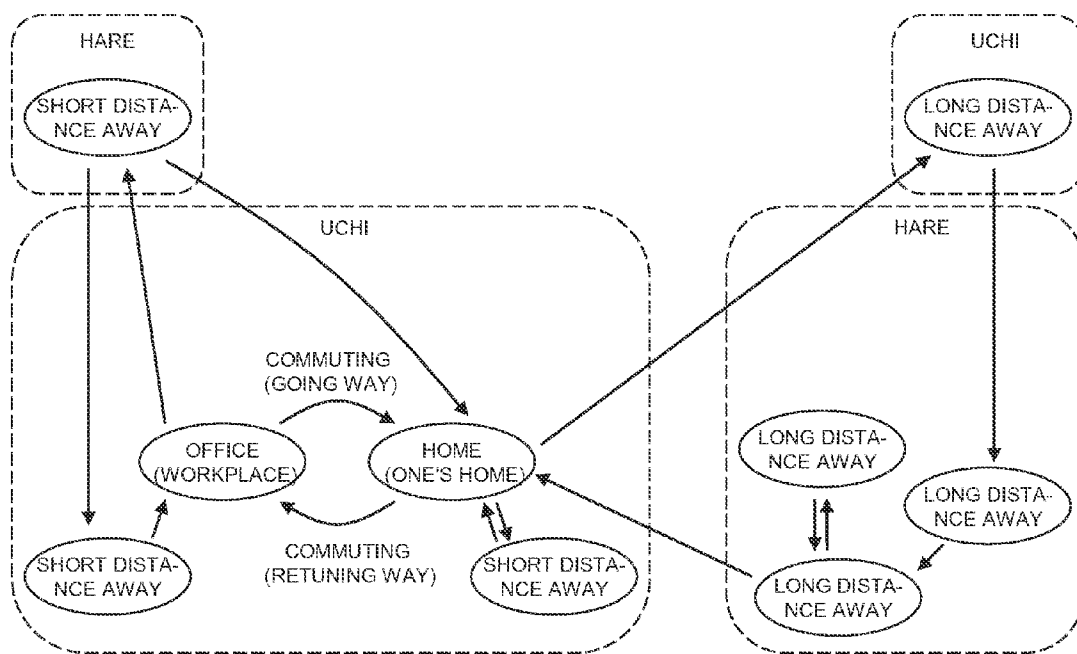 HARE
SHORT DISTA-
NCE AWAY
UCHI
LONG DISTA-
NCE AWAY
UCHI
HARE
COMMUTING
(GOING WAY)
OFFICE
(WORKPLACE)
HOME
(ONE'S HOME)
LONG DISTA-
NCE AWAY
LONG DISTA-
NCE AWAY
SHORT DISTA-
NCE AWAY
COMMUTING
(RETUNING WAY)
SHORT DISTA-
NCE AWAY
LONG DISTA-
NCE AWAY